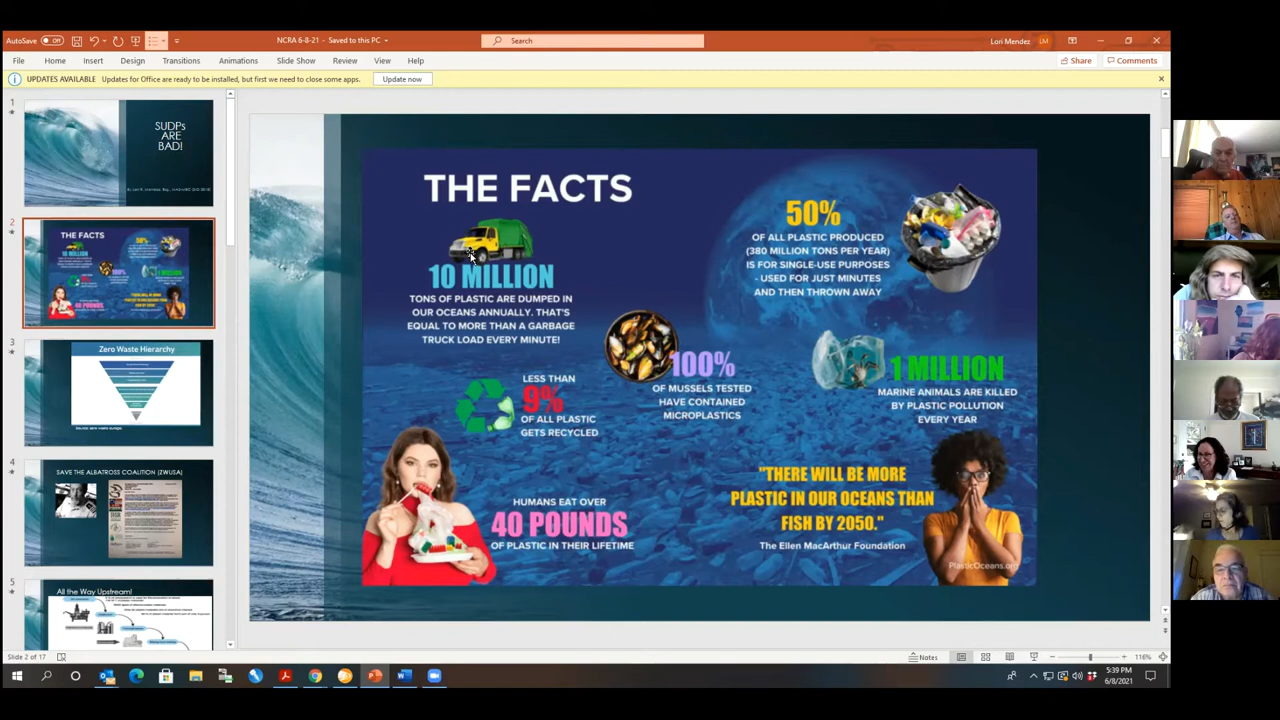 AutoSave Off
NCRA 6-8-21 - Saved to this PC
Search
Lori Mendez LM
File Home Insert Design Transitions Animations Slide Show Review View Help
Share Comments
UPDATES AVAILABLE Updates for Office are ready to be installed, but first we need to close some apps. Update now
1
SUDPs
ARE
BAD!
2
THE FACTS
3
Zero Waste Hierarchy
4
SAVE THE ALBATROSS COALITION (ZWUSA)
5
All the Way Upstream!
THE FACTS
10 MILLION
TONS OF PLASTIC ARE DUMPED IN
OUR OCEANS ANNUALLY. THAT'S
EQUAL TO MORE THAN A GARBAGE
TRUCK LOAD EVERY MINUTE!
50%
OF ALL PLASTIC PRODUCED
(380 MILLION TONS PER YEAR)
IS FOR SINGLE-USE PURPOSES
- USED FOR JUST MINUTES
AND THEN THROWN AWAY
LESS THAN
9%
OF ALL PLASTIC
GETS RECYCLED
100%
OF MUSSELS TESTED
HAVE CONTAINED
MICROPLASTICS
1 MILLION
MARINE ANIMALS ARE KILLED
BY PLASTIC POLLUTION
EVERY YEAR
HUMANS EAT OVER
40 POUNDS
OF PLASTIC IN THEIR LIFETIME
"THERE WILL BE MORE
PLASTIC IN OUR OCEANS THAN
FISH BY 2050."
The Ellen MacArthur Foundation
PlasticOceans.org
Slide 2 of 17
Notes
116%
5:39 PM
6/8/2021